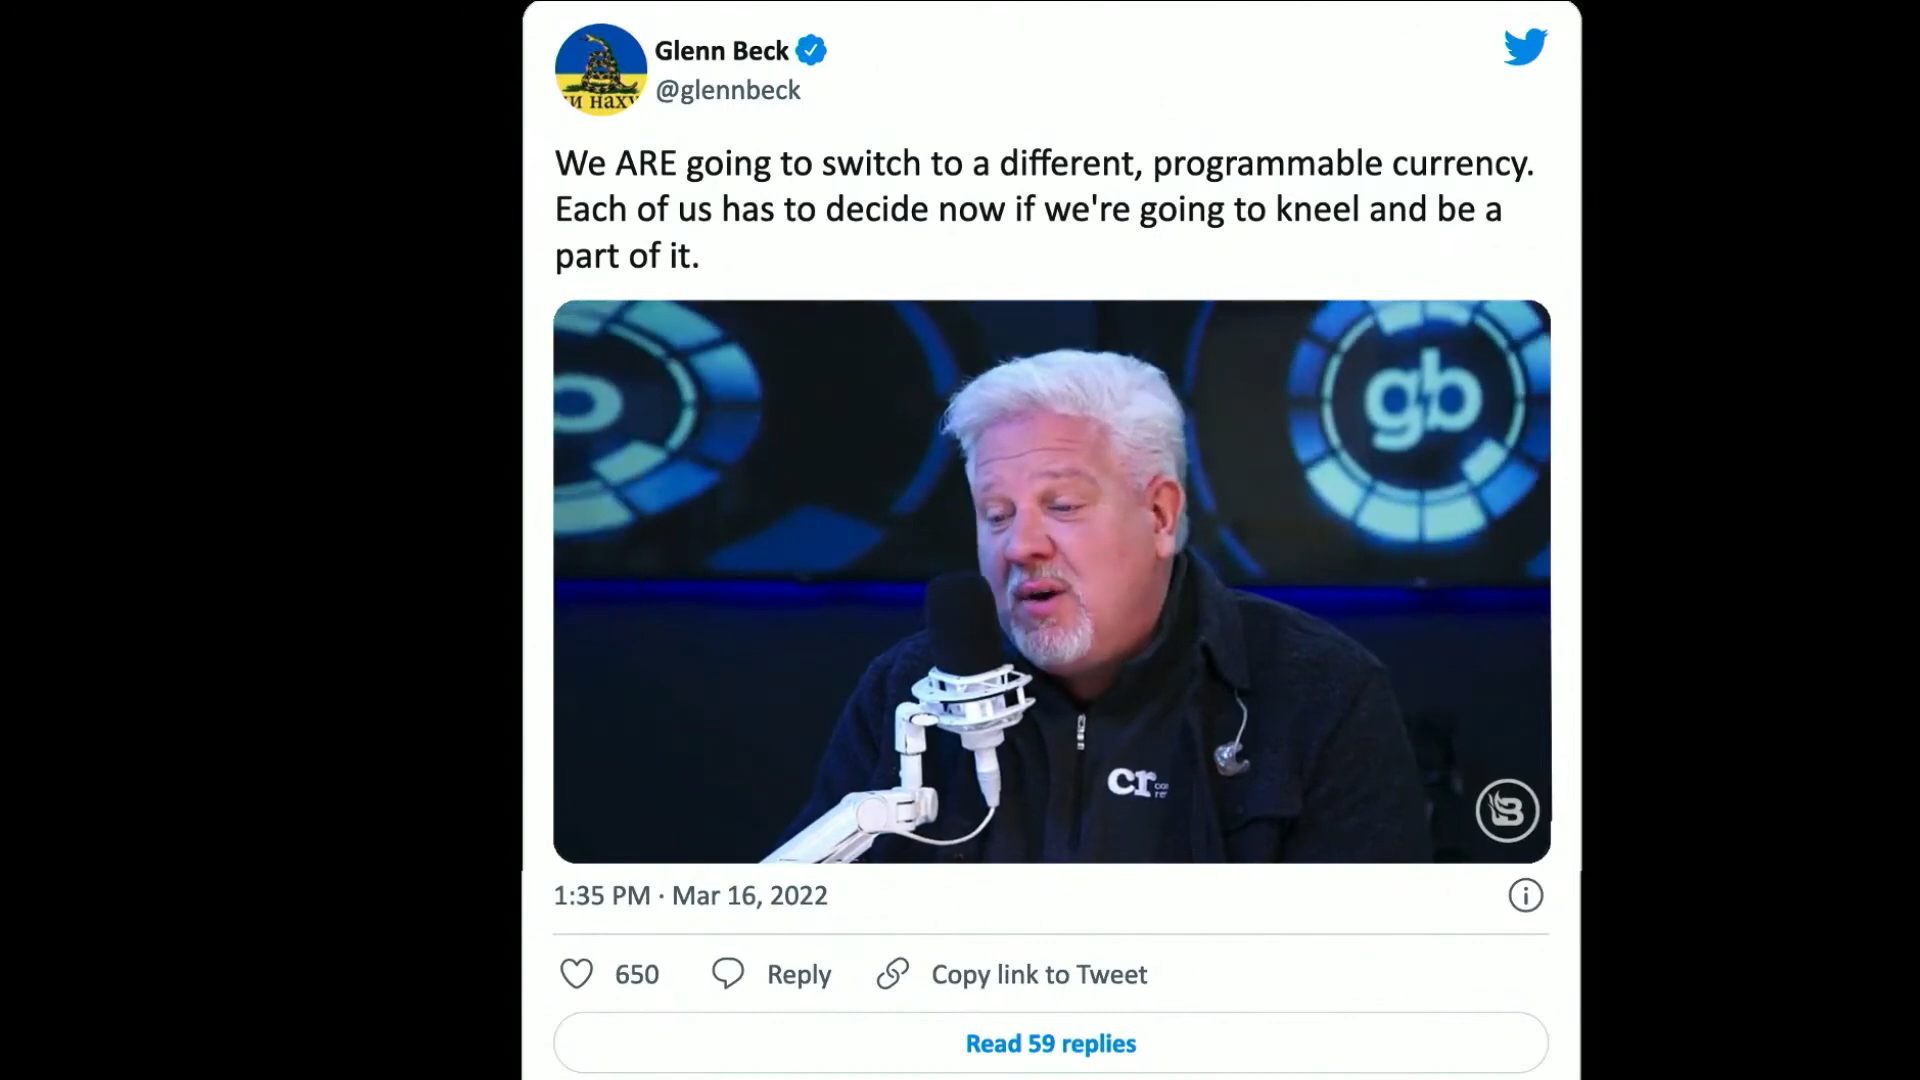 Glenn Beck
@glennbeck
и наху
We ARE going to switch to a different, programmable currency.
Each of us has to decide now if we're going to kneel and be a
part of it.
gb
cr
B
1:35 PM · Mar 16, 2022
650
Reply
Copy link to Tweet
Read 59 replies